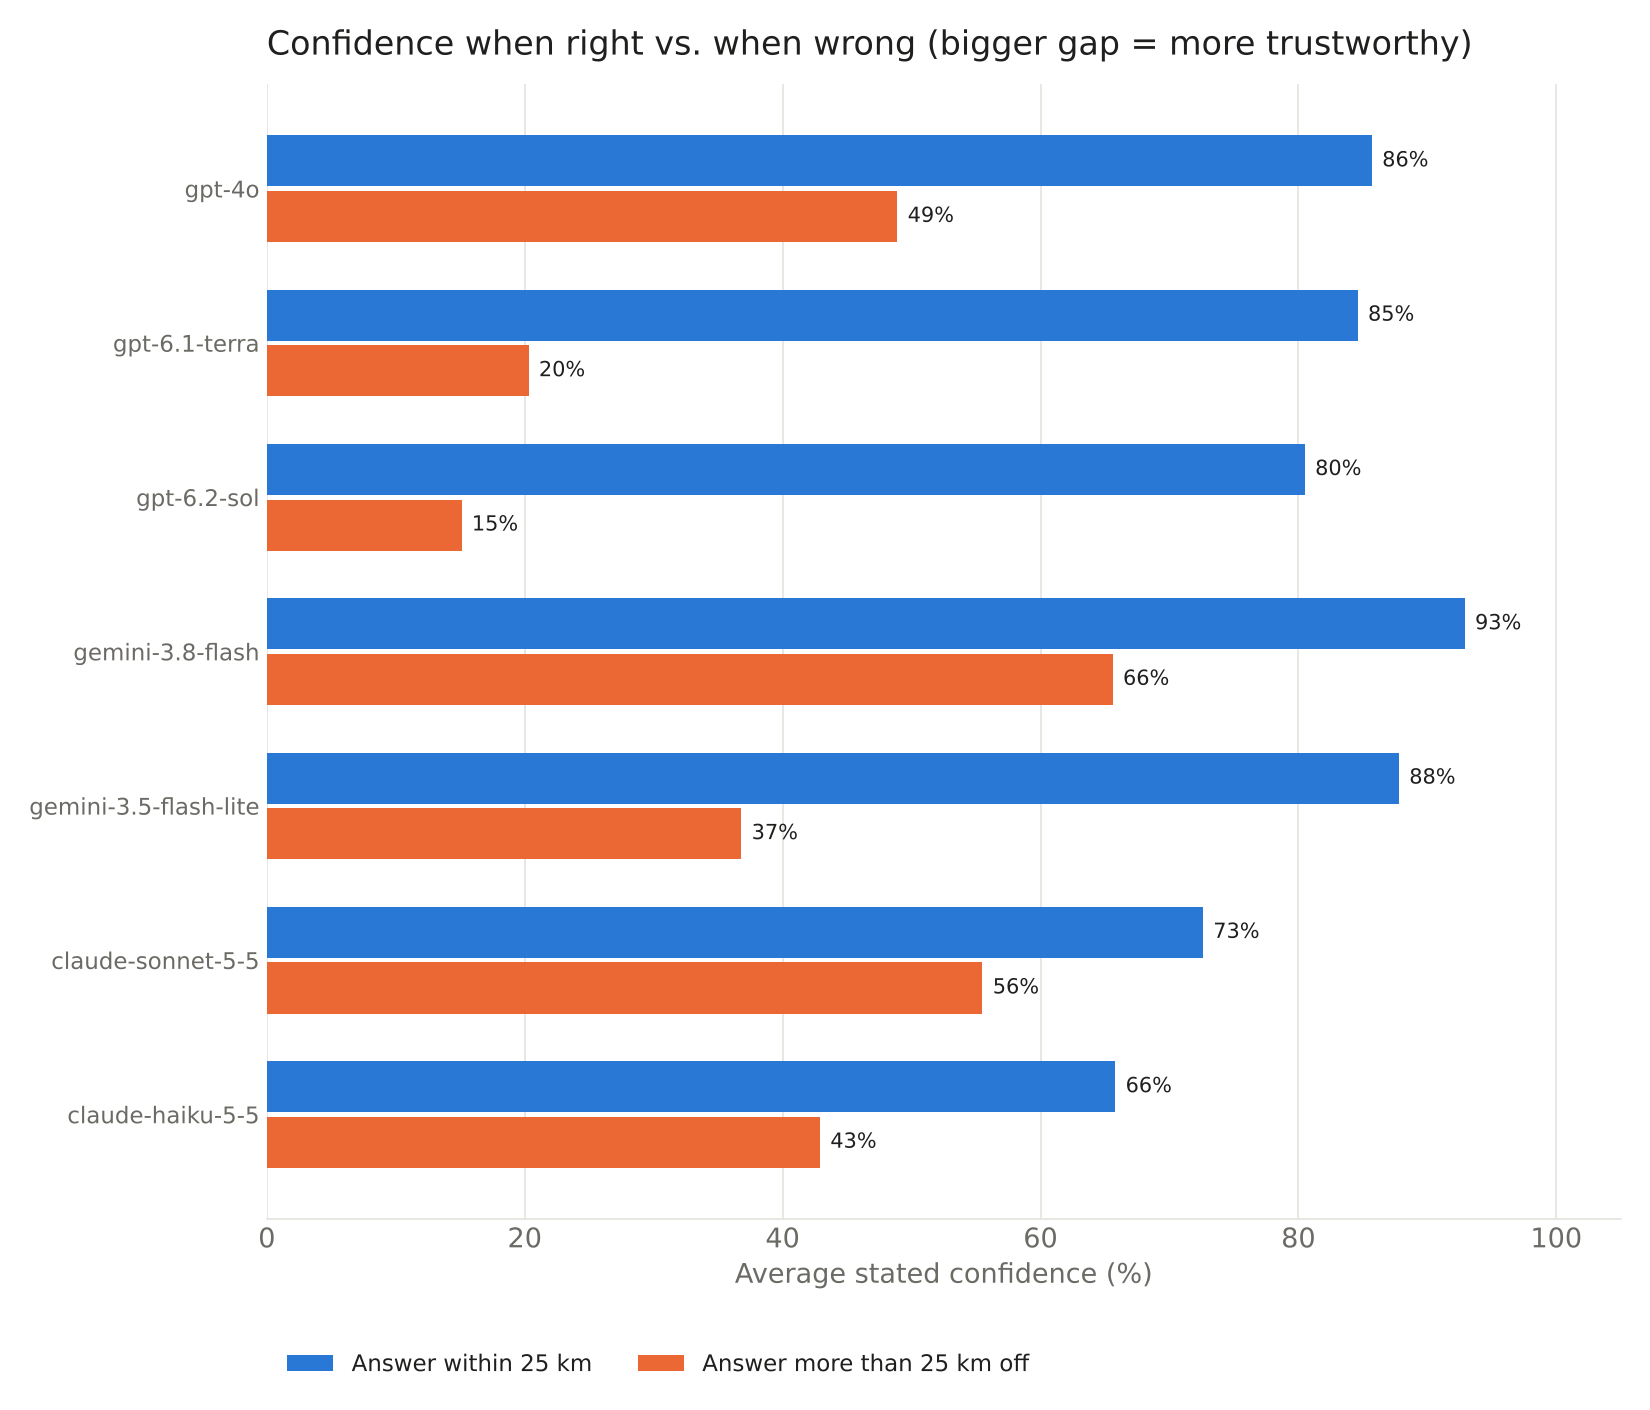 Confidence when right vs. when wrong (bigger gap = more trustworthy)
gpt-4o
86%
49%
gpt-6.1-terra
85%
20%
gpt-6.2-sol
80%
15%
gemini-3.8-flash
93%
66%
gemini-3.5-flash-lite
88%
37%
claude-sonnet-5-5
73%
56%
claude-haiku-5-5
66%
43%
0 20 40 60 80 100
Average stated confidence (%)
Answer within 25 km Answer more than 25 km off